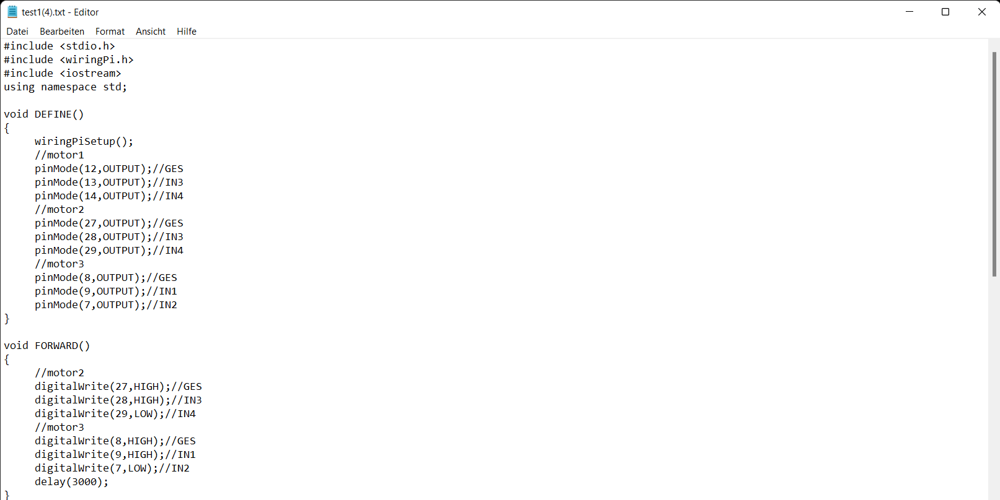 test1(4).txt - Editor
Datei Bearbeiten Format Ansicht Hilfe
#include <stdio.h>
#include <wiringPi.h>
#include <iostream>
using namespace std;

void DEFINE()
{
     wiringPiSetup();
     //motor1
     pinMode(12,OUTPUT);//GES
     pinMode(13,OUTPUT);//IN3
     pinMode(14,OUTPUT);//IN4
     //motor2
     pinMode(27,OUTPUT);//GES
     pinMode(28,OUTPUT);//IN3
     pinMode(29,OUTPUT);//IN4
     //motor3
     pinMode(8,OUTPUT);//GES
     pinMode(9,OUTPUT);//IN1
     pinMode(7,OUTPUT);//IN2
}

void FORWARD()
{
     //motor2
     digitalWrite(27,HIGH);//GES
     digitalWrite(28,HIGH);//IN3
     digitalWrite(29,LOW);//IN4
     //motor3
     digitalWrite(8,HIGH);//GES
     digitalWrite(9,HIGH);//IN1
     digitalWrite(7,LOW);//IN2
     delay(3000);
}